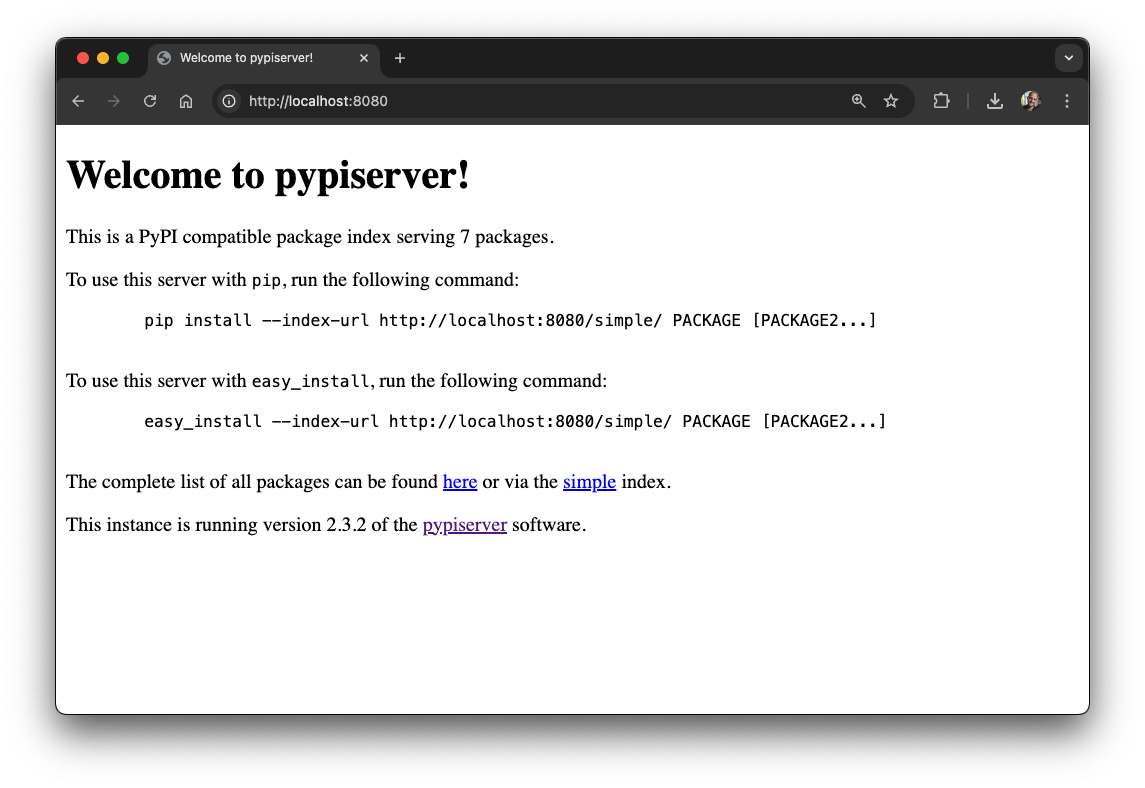 Welcome to pypiserver!
http://localhost:8080
Welcome to pypiserver!
This is a PyPI compatible package index serving 7 packages.
To use this server with pip, run the following command:
pip install --index-url http://localhost:8080/simple/ PACKAGE [PACKAGE2...]
To use this server with easy_install, run the following command:
easy_install --index-url http://localhost:8080/simple/ PACKAGE [PACKAGE2...]
The complete list of all packages can be found here or via the simple index.
This instance is running version 2.3.2 of the pypiserver software.